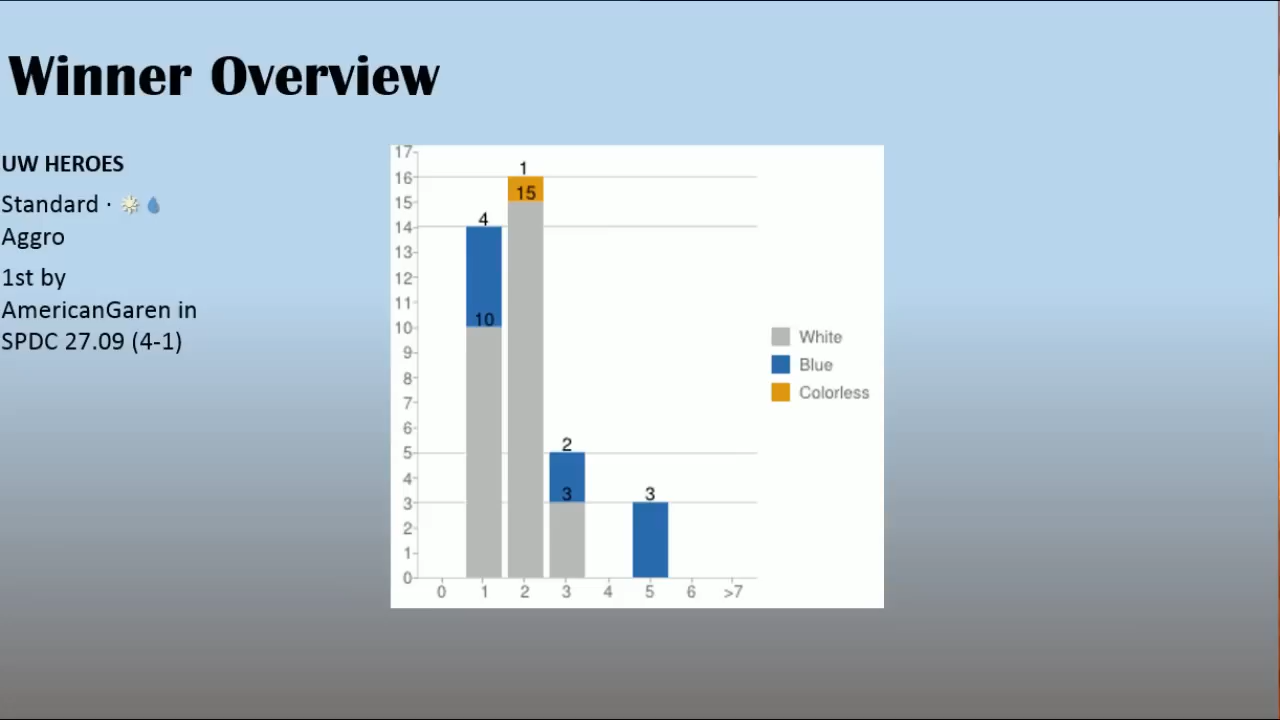 Winner Overview
UW HEROES
Standard ·
Aggro
1st by
AmericanGaren in
SPDC 27.09 (4-1)
17
16
15
14
13
12
11
10
9
8
7
6
5
4
3
2
1
0
4
10
1
15
2
3
3
0 1 2 3 4 5 6 >7
White
Blue
Colorless